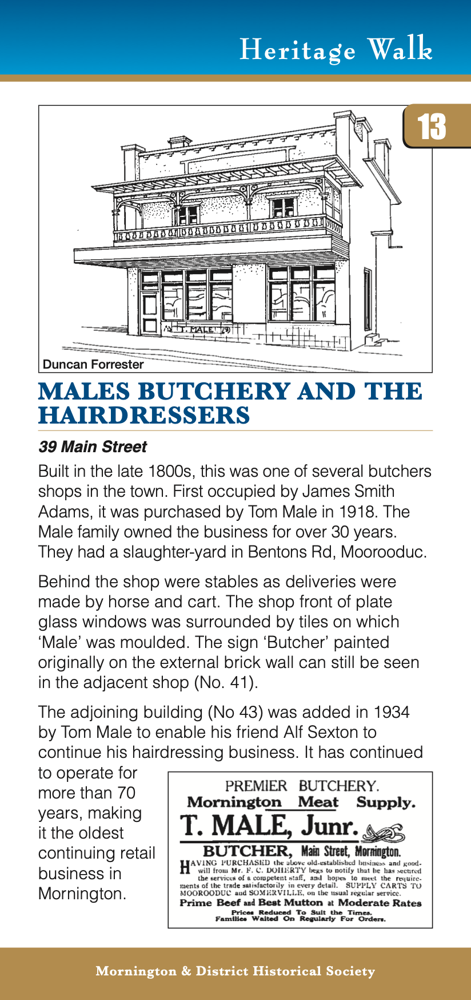 Heritage Walk
13
T. MALE
Duncan Forrester
MALES BUTCHERY AND THE
HAIRDRESSERS
39 Main Street
Built in the late 1800s, this was one of several butchers
shops in the town. First occupied by James Smith
Adams, it was purchased by Tom Male in 1918. The
Male family owned the business for over 30 years.
They had a slaughter-yard in Bentons Rd, Moorooduc.
Behind the shop were stables as deliveries were
made by horse and cart. The shop front of plate
glass windows was surrounded by tiles on which
‘Male’ was moulded. The sign ‘Butcher’ painted
originally on the external brick wall can still be seen
in the adjacent shop (No. 41).
The adjoining building (No 43) was added in 1934
by Tom Male to enable his friend Alf Sexton to
continue his hairdressing business. It has continued
to operate for
more than 70
years, making
it the oldest
continuing retail
business in
Mornington.
PREMIER BUTCHERY.
Mornington Meat Supply.
T. MALE, Junr.
BUTCHER, Main Street, Mornington.
HAVING PURCHASED the above old-established business and good-
will from Mr. F. C. DOHERTY begs to notify that he has secured
the services of a competent staff, and hopes to meet the require-
ments of the trade satisfactorily in every detail. SUPPLY CARTS TO
MOOROODUC and SOMERVILLE, on the usual regular service.
Prime Beef and Best Mutton at Moderate Rates
Prices Reduced To Suit the Times.
Families Waited On Regularly For Orders.
Mornington & District Historical Society